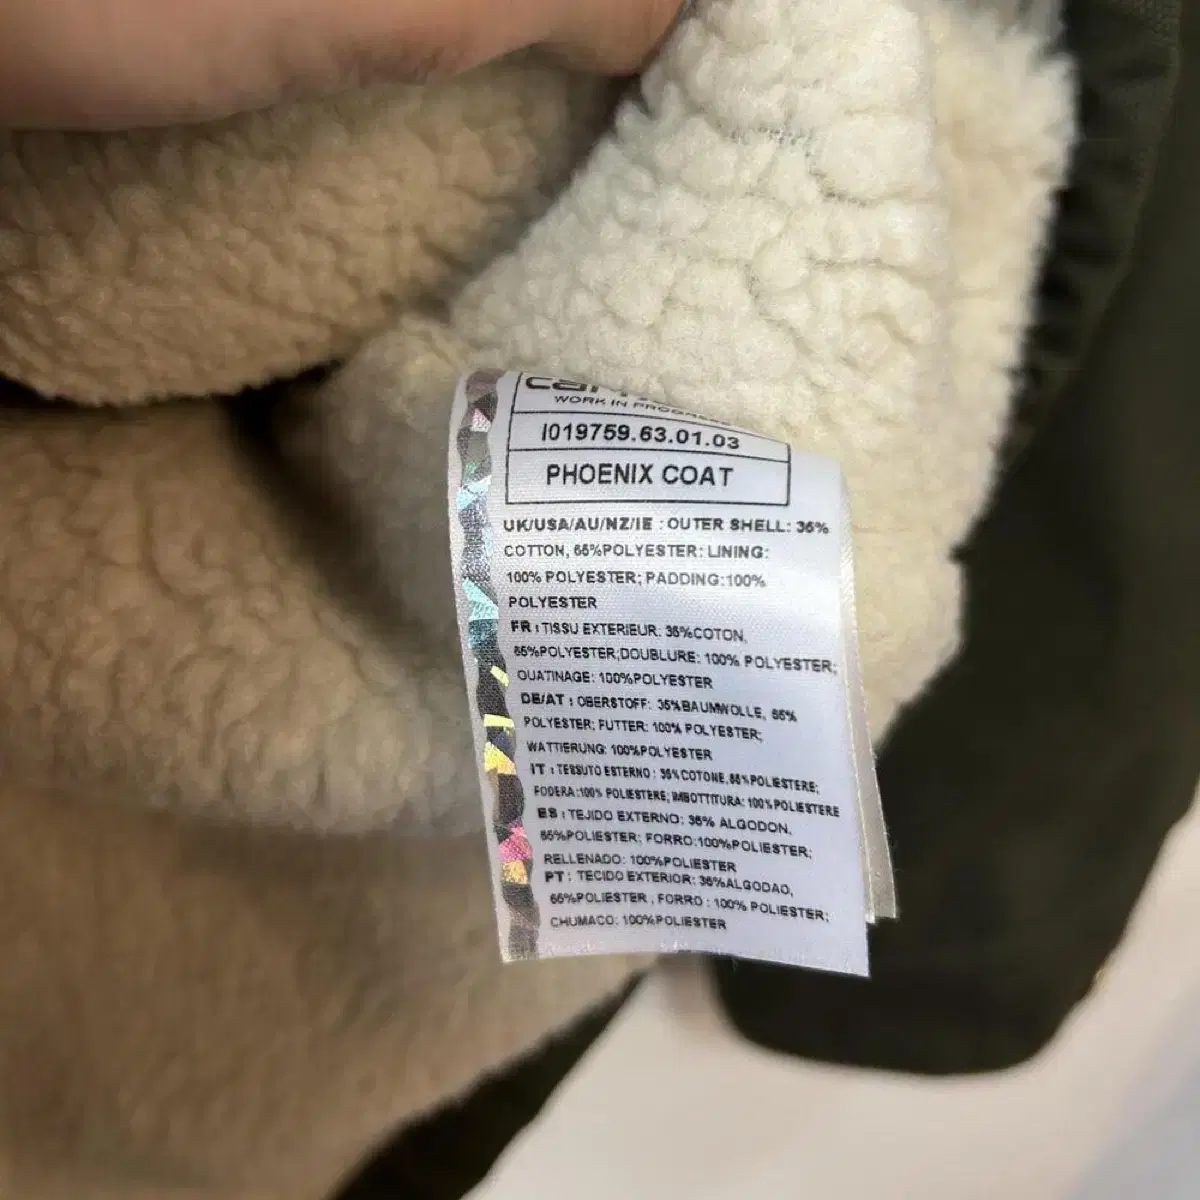 WORK IN PROGRESS
I019759.63.01.03
PHOENIX COAT
UK/USA/AU/NZ/IE : OUTER SHELL: 35%
COTTON, 65%POLYESTER; LINING:
100% POLYESTER; PADDING:100%
POLYESTER
FR : TISSU EXTERIEUR: 35%COTON,
65%POLYESTER;DOUBLURE: 100% POLYESTER;
OUATINAGE: 100%POLYESTER
DE/AT : OBERSTOFF: 35%BAUMWOLLE, 65%
POLYESTER; FUTTER: 100% POLYESTER;
WATTIERUNG: 100%POLYESTER
IT : TESSUTO ESTERNO : 35%COTONE,65%POLIESTERE;
FODERA:100% POLIESTERE; IMBOTTITURA: 100%POLIESTERE
ES : TEJIDO EXTERNO: 35% ALGODON,
65%POLIESTER; FORRO:100%POLIESTER;
RELLENADO: 100%POLIESTER
PT : TECIDO EXTERIOR: 35%ALGODAO,
65%POLIESTER , FORRO : 100% POLIESTER;
CHUMACO: 100%POLIESTER